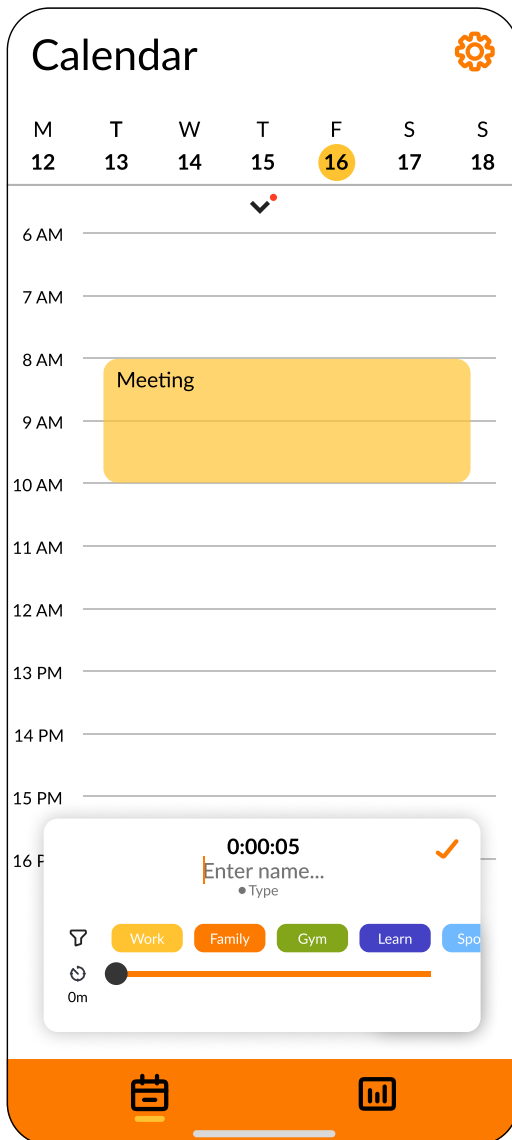 Calendar
M T W T F S S
12 13 14 15 16 17 18
6 AM
7 AM
8 AM
Meeting
9 AM
10 AM
11 AM
12 AM
13 PM
14 PM
15 PM
0:00:05
16 P
Enter name...
Type
Work Family Gym Learn Spo
0m